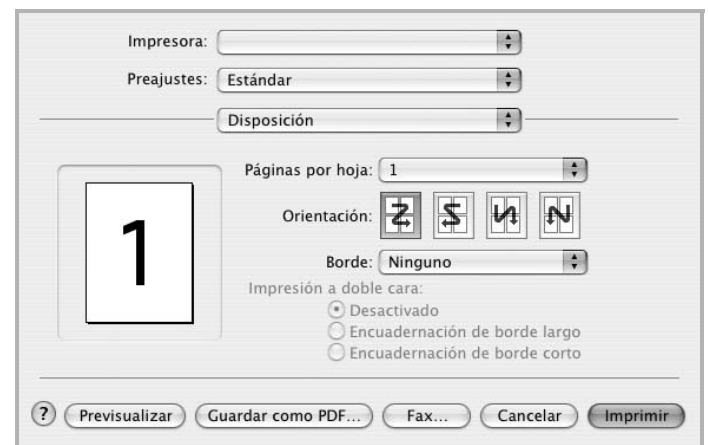 Impresora:
Preajustes: Estándar
Disposición
Páginas por hoja: 1
1
Orientación:
Borde: Ninguno
Impresión a doble cara:
Desactivado
Encuadernación de borde largo
Encuadernación de borde corto
? Previsualizar Guardar como PDF... Fax... Cancelar Imprimir